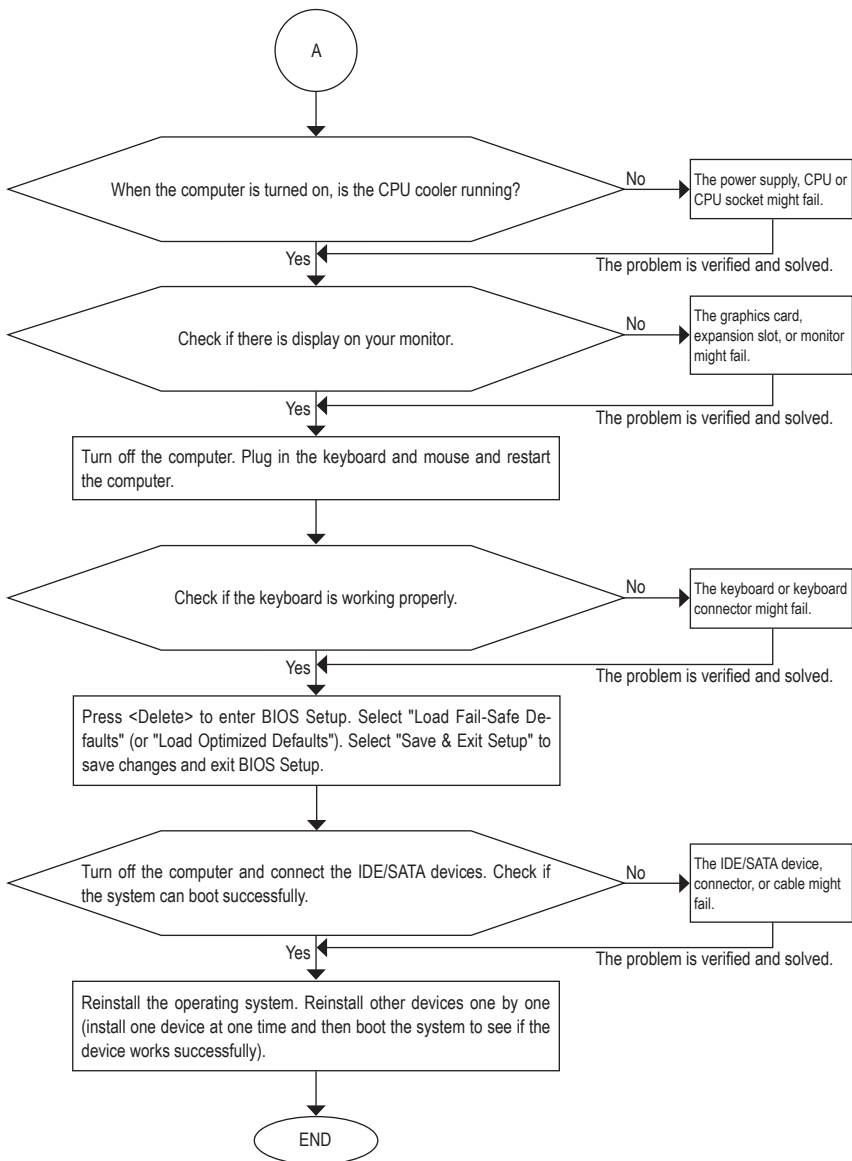 A
When the computer is turned on, is the CPU cooler running?
No
The power supply, CPU or
CPU socket might fail.
Yes
The problem is verified and solved.
Check if there is display on your monitor.
No
The graphics card,
expansion slot, or monitor
might fail.
Yes
The problem is verified and solved.
Turn off the computer. Plug in the keyboard and mouse and restart
the computer.
Check if the keyboard is working properly.
No
The keyboard or keyboard
connector might fail.
Yes
The problem is verified and solved.
Press <Delete> to enter BIOS Setup. Select "Load Fail-Safe De-
faults" (or "Load Optimized Defaults"). Select "Save & Exit Setup" to
save changes and exit BIOS Setup.
Turn off the computer and connect the IDE/SATA devices. Check if
the system can boot successfully.
No
The IDE/SATA device,
connector, or cable might
fail.
Yes
The problem is verified and solved.
Reinstall the operating system. Reinstall other devices one by one
(install one device at one time and then boot the system to see if the
device works successfully).
END